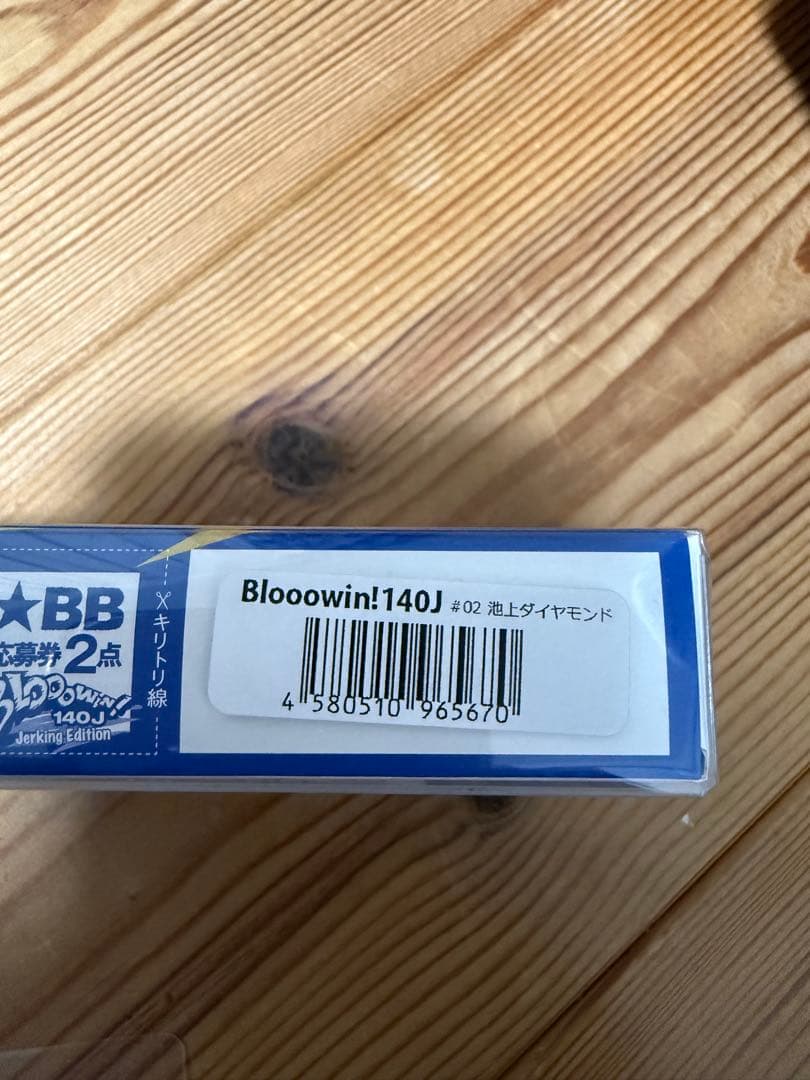 ★BB
応募券2点
Blooowin!
140J
Jerking Edition
キリトリ線
Blooowin!140J #02 池上ダイヤモンド
4 580510 965670